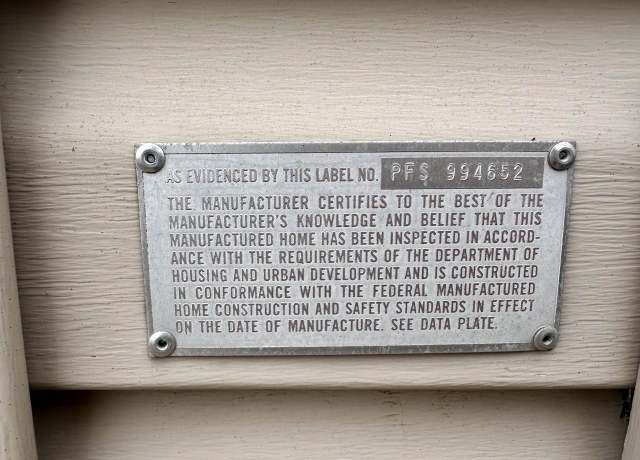 AS EVIDENCED BY THIS LABEL NO. PFS 994652
THE MANUFACTURER CERTIFIES TO THE BEST OF THE
MANUFACTURER'S KNOWLEDGE AND BELIEF THAT THIS
MANUFACTURED HOME HAS BEEN INSPECTED IN ACCORD-
ANCE WITH THE REQUIREMENTS OF THE DEPARTMENT OF
HOUSING AND URBAN DEVELOPMENT AND IS CONSTRUCTED
IN CONFORMANCE WITH THE FEDERAL MANUFACTURED
HOME CONSTRUCTION AND SAFETY STANDARDS IN EFFECT
ON THE DATE OF MANUFACTURE. SEE DATA PLATE.